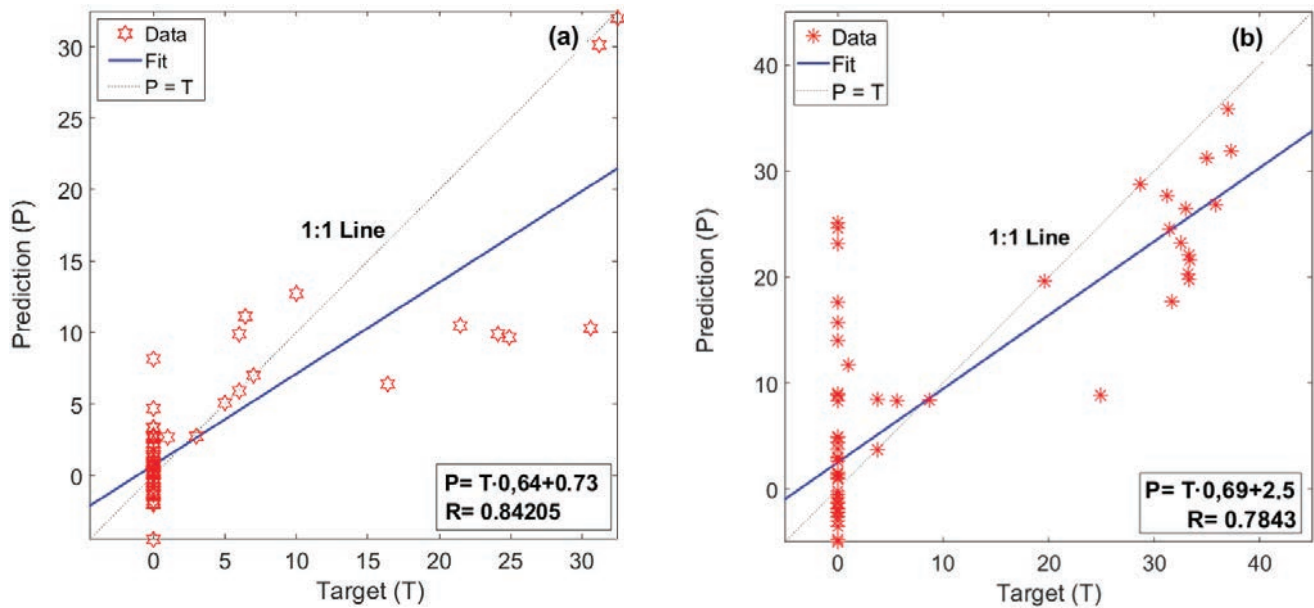 (a)
Data
Fit
P = T
30
25
20
15
10
5
0
Prediction (P)
1:1 Line
P= T·0,64+0.73
R= 0.84205
0 5 10 15 20 25 30
Target (T)
(b)
Data
Fit
P = T
40
30
20
10
0
Prediction (P)
1:1 Line
P= T·0,69+2.5
R= 0.7843
0 10 20 30 40
Target (T)